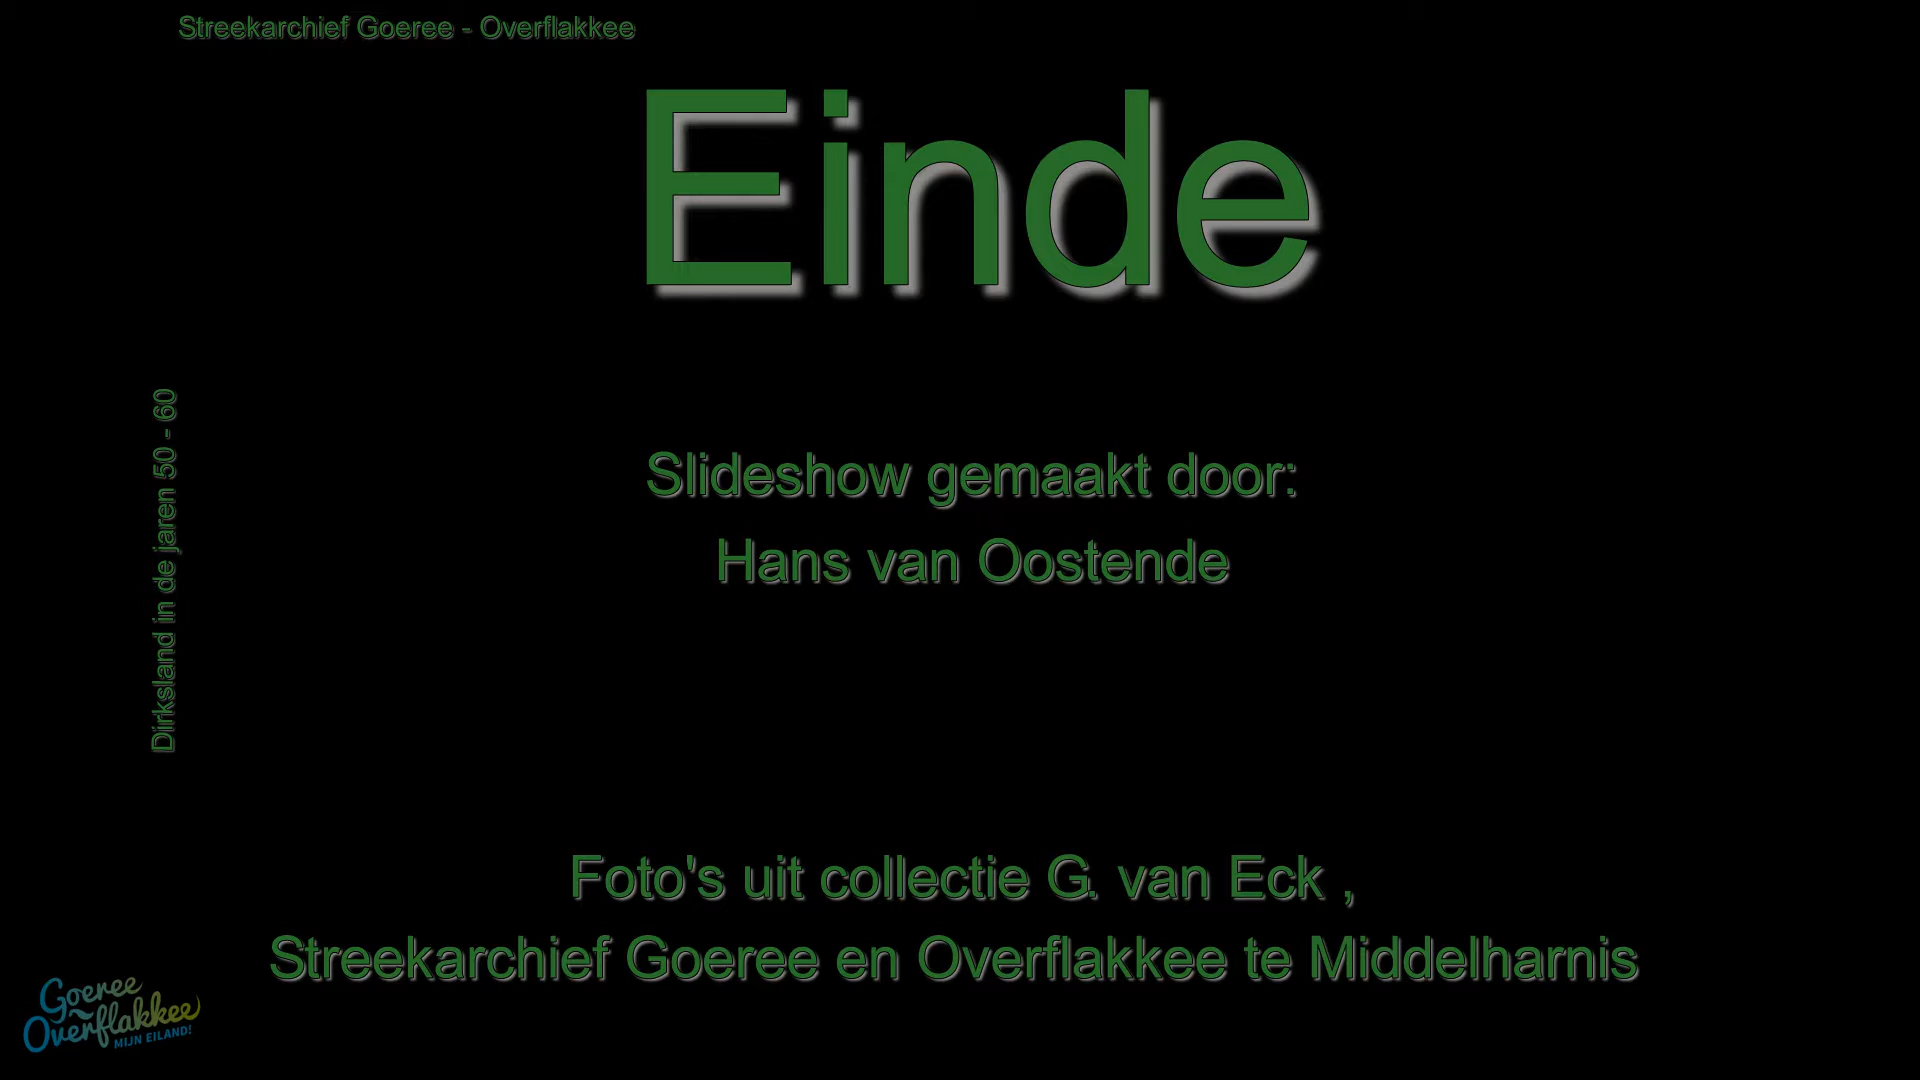 Streekarchief Goeree - Overflakkee
Einde
Dirksland in de jaren 50 - 60
Slideshow gemaakt door:
Hans van Oostende
Foto's uit collectie G. van Eck ,
Streekarchief Goeree en Overflakkee te Middelharnis
Goeree
Overflakkee
MIJN EILAND!